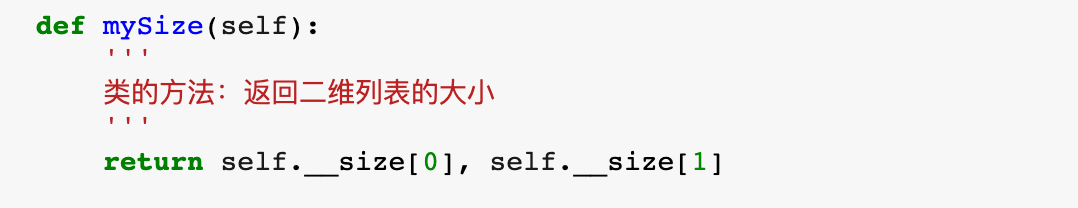 def mySize(self):
    '''
    类的方法：返回二维列表的大小
    '''
    return self.__size[0], self.__size[1]